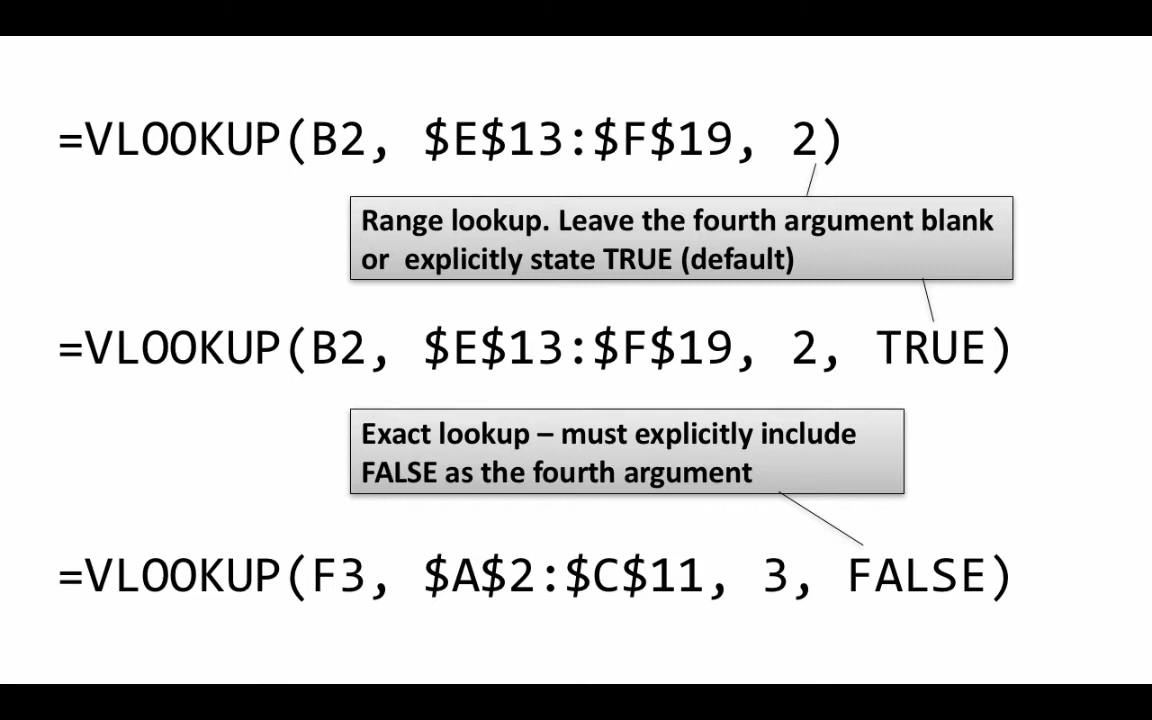 =VLOOKUP(B2, $E$13:$F$19, 2)
Range lookup. Leave the fourth argument blank
or explicitly state TRUE (default)
=VLOOKUP(B2, $E$13:$F$19, 2, TRUE)
Exact lookup – must explicitly include
FALSE as the fourth argument
=VLOOKUP(F3, $A$2:$C$11, 3, FALSE)